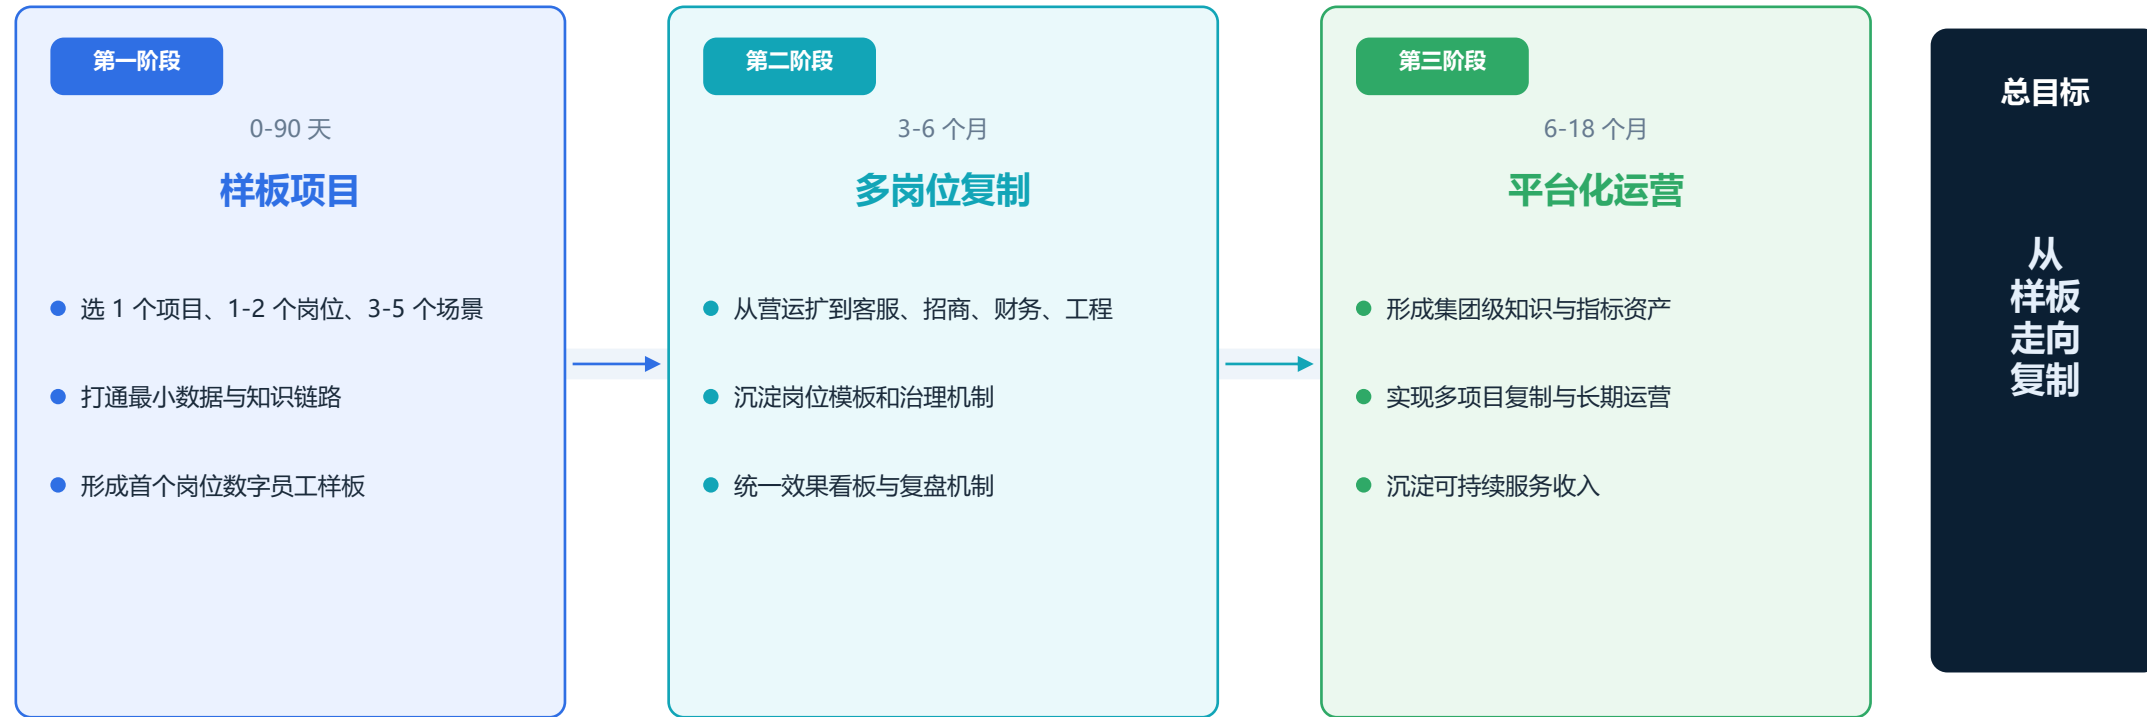 第一阶段
0-90 天
样板项目
选 1 个项目、1-2 个岗位、3-5 个场景
打通最小数据与知识链路
形成首个岗位数字员工样板
第二阶段
3-6 个月
多岗位复制
从营运扩到客服、招商、财务、工程
沉淀岗位模板和治理机制
统一效果看板与复盘机制
第三阶段
6-18 个月
平台化运营
形成集团级知识与指标资产
实现多项目复制与长期运营
沉淀可持续服务收入
总目标
从
样板
走向
复制